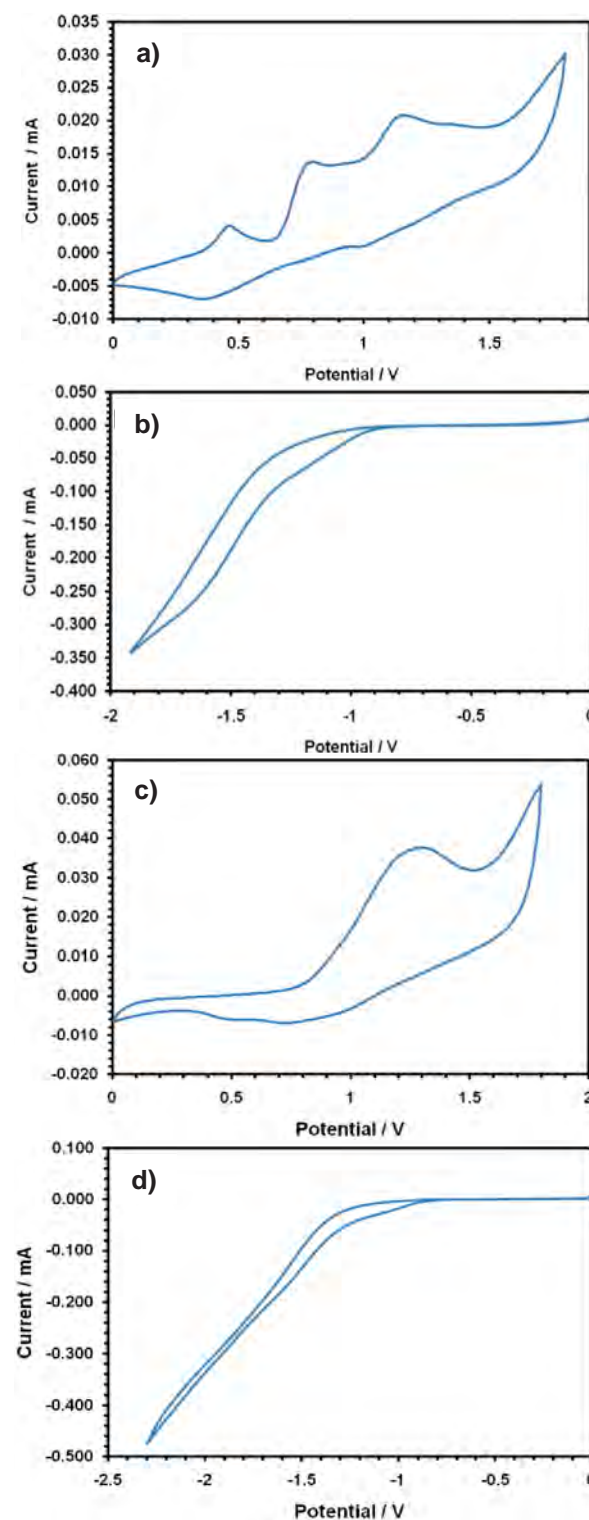 a)
0.035
0.030
0.025
0.020
0.015
0.010
0.005
0.000
-0.005
-0.010
Current / mA
0 0.5 1 1.5
Potential / V
b)
0.050
0.000
-0.050
-0.100
-0.150
-0.200
-0.250
-0.300
-0.350
-0.400
Current / mA
-2 -1.5 -1 -0.5 0
Potential / V
c)
0.060
0.050
0.040
0.030
0.020
0.010
0.000
-0.010
-0.020
Current / mA
0 0.5 1 1.5 2
Potential / V
d)
0.100
0.000
-0.100
-0.200
-0.300
-0.400
-0.500
Current / mA
-2.5 -2 -1.5 -1 -0.5 0
Potential / V